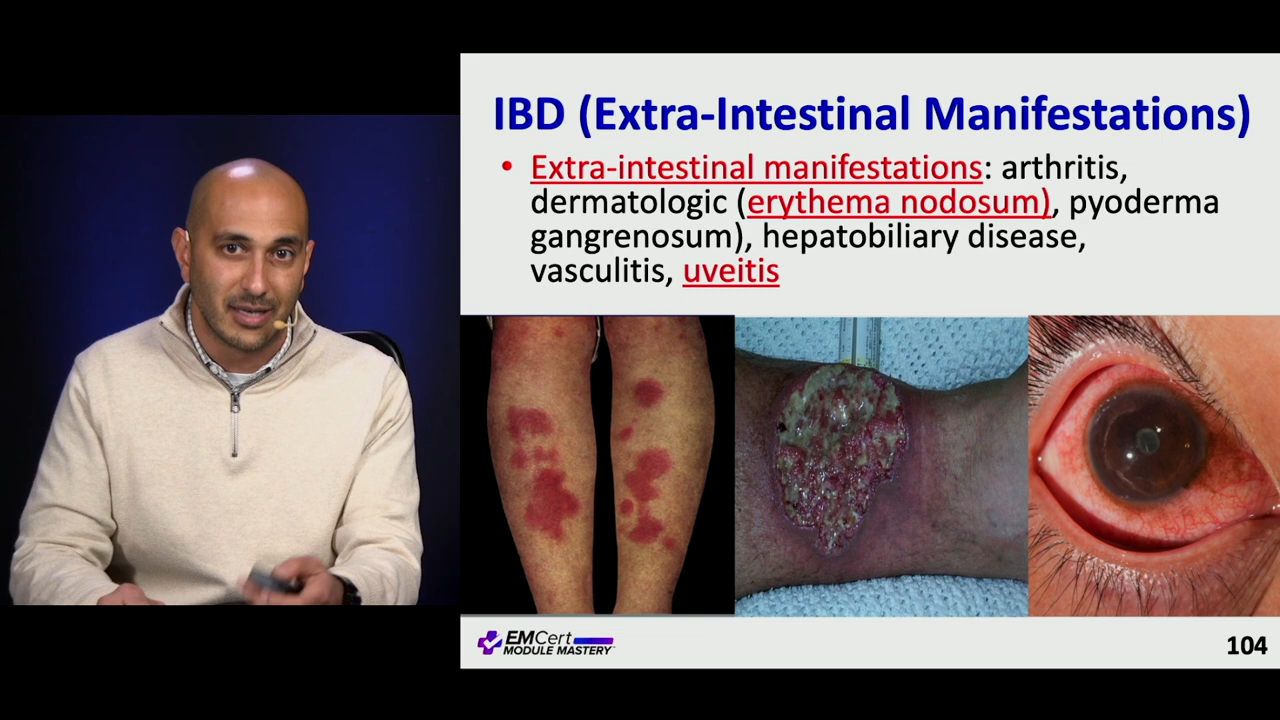 IBD (Extra-Intestinal Manifestations)
• Extra-intestinal manifestations: arthritis,
dermatologic (erythema nodosum), pyoderma
gangrenosum), hepatobiliary disease,
vasculitis, uveitis
EMCert
MODULE MASTERY
104